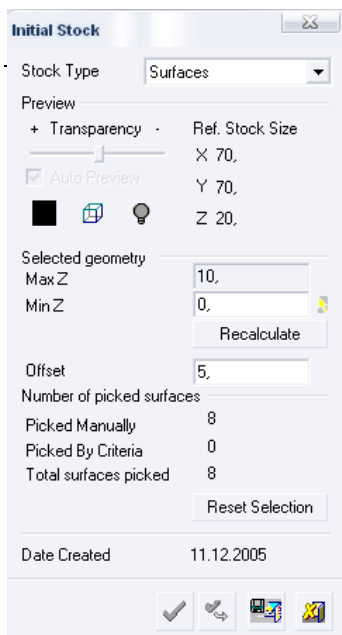 Initial Stock
Stock Type Surfaces
Preview
+ Transparency - Ref. Stock Size
X 70,
Auto Preview
Y 70,
Z 20,
Selected geometry
Max Z 10,
Min Z 0,
Recalculate
Offset 5,
Number of picked surfaces
Picked Manually 8
Picked By Criteria 0
Total surfaces picked 8
Reset Selection
Date Created 11.12.2005